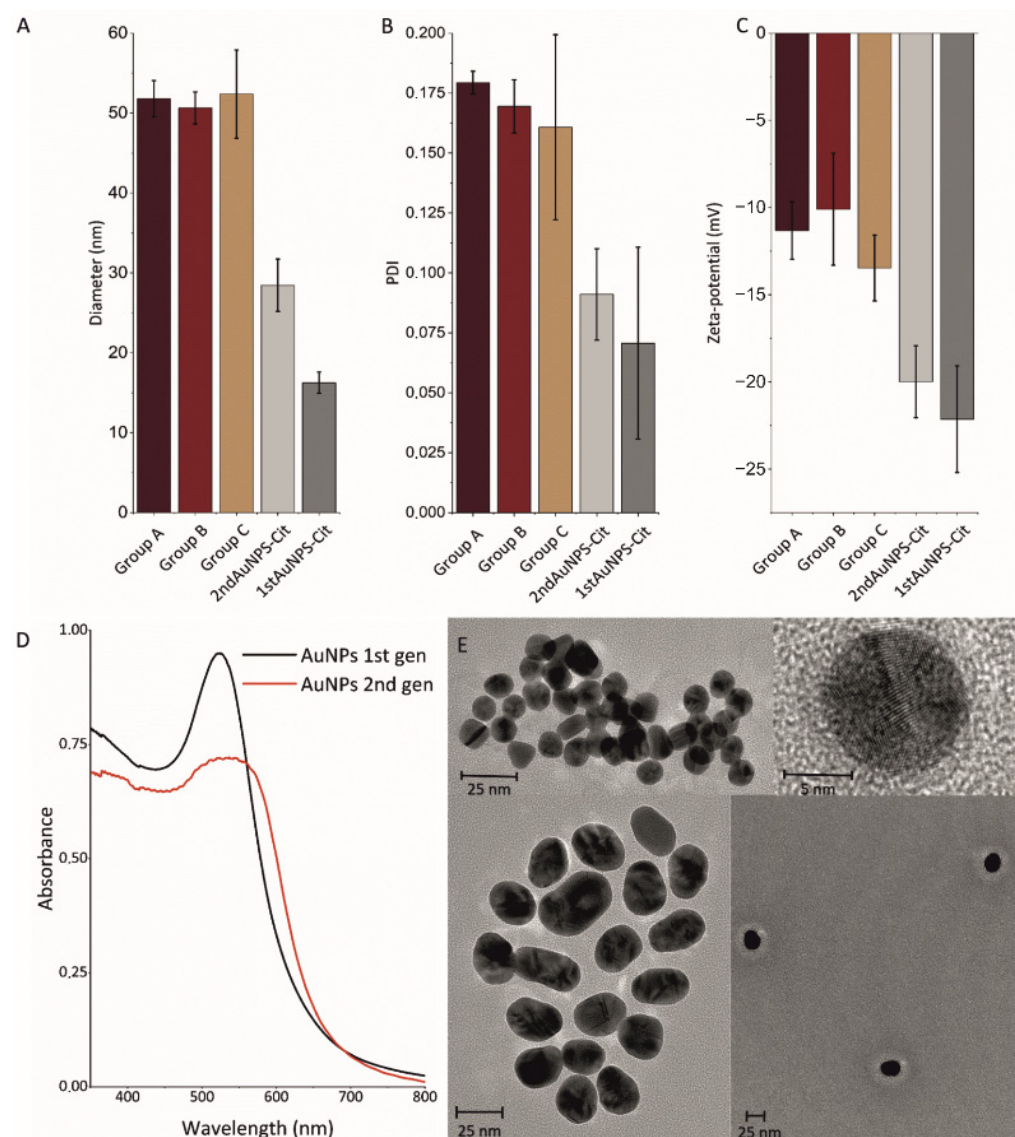 A
60
50
40
30
20
10
0
Diameter (nm)
Group A
Group B
Group C
2ndAuNPS-Cit
1stAuNPS-Cit
B
0.200
0.175
0.150
0.125
0.100
0.075
0.050
0.025
0.000
PDI
Group A
Group B
Group C
2ndAuNPS-Cit
1stAuNPS-Cit
C
0
−5
−10
−15
−20
−25
Zeta-potential (mV)
Group A
Group B
Group C
2ndAuNPS-Cit
1stAuNPS-Cit
D
1.00
0.75
0.50
0,25
0.00
Absorbance
AuNPs 1st gen
AuNPs 2nd gen
400 500 600 700 800
Wavelength (nm)
E
25 nm
5 nm
25 nm
25 nm